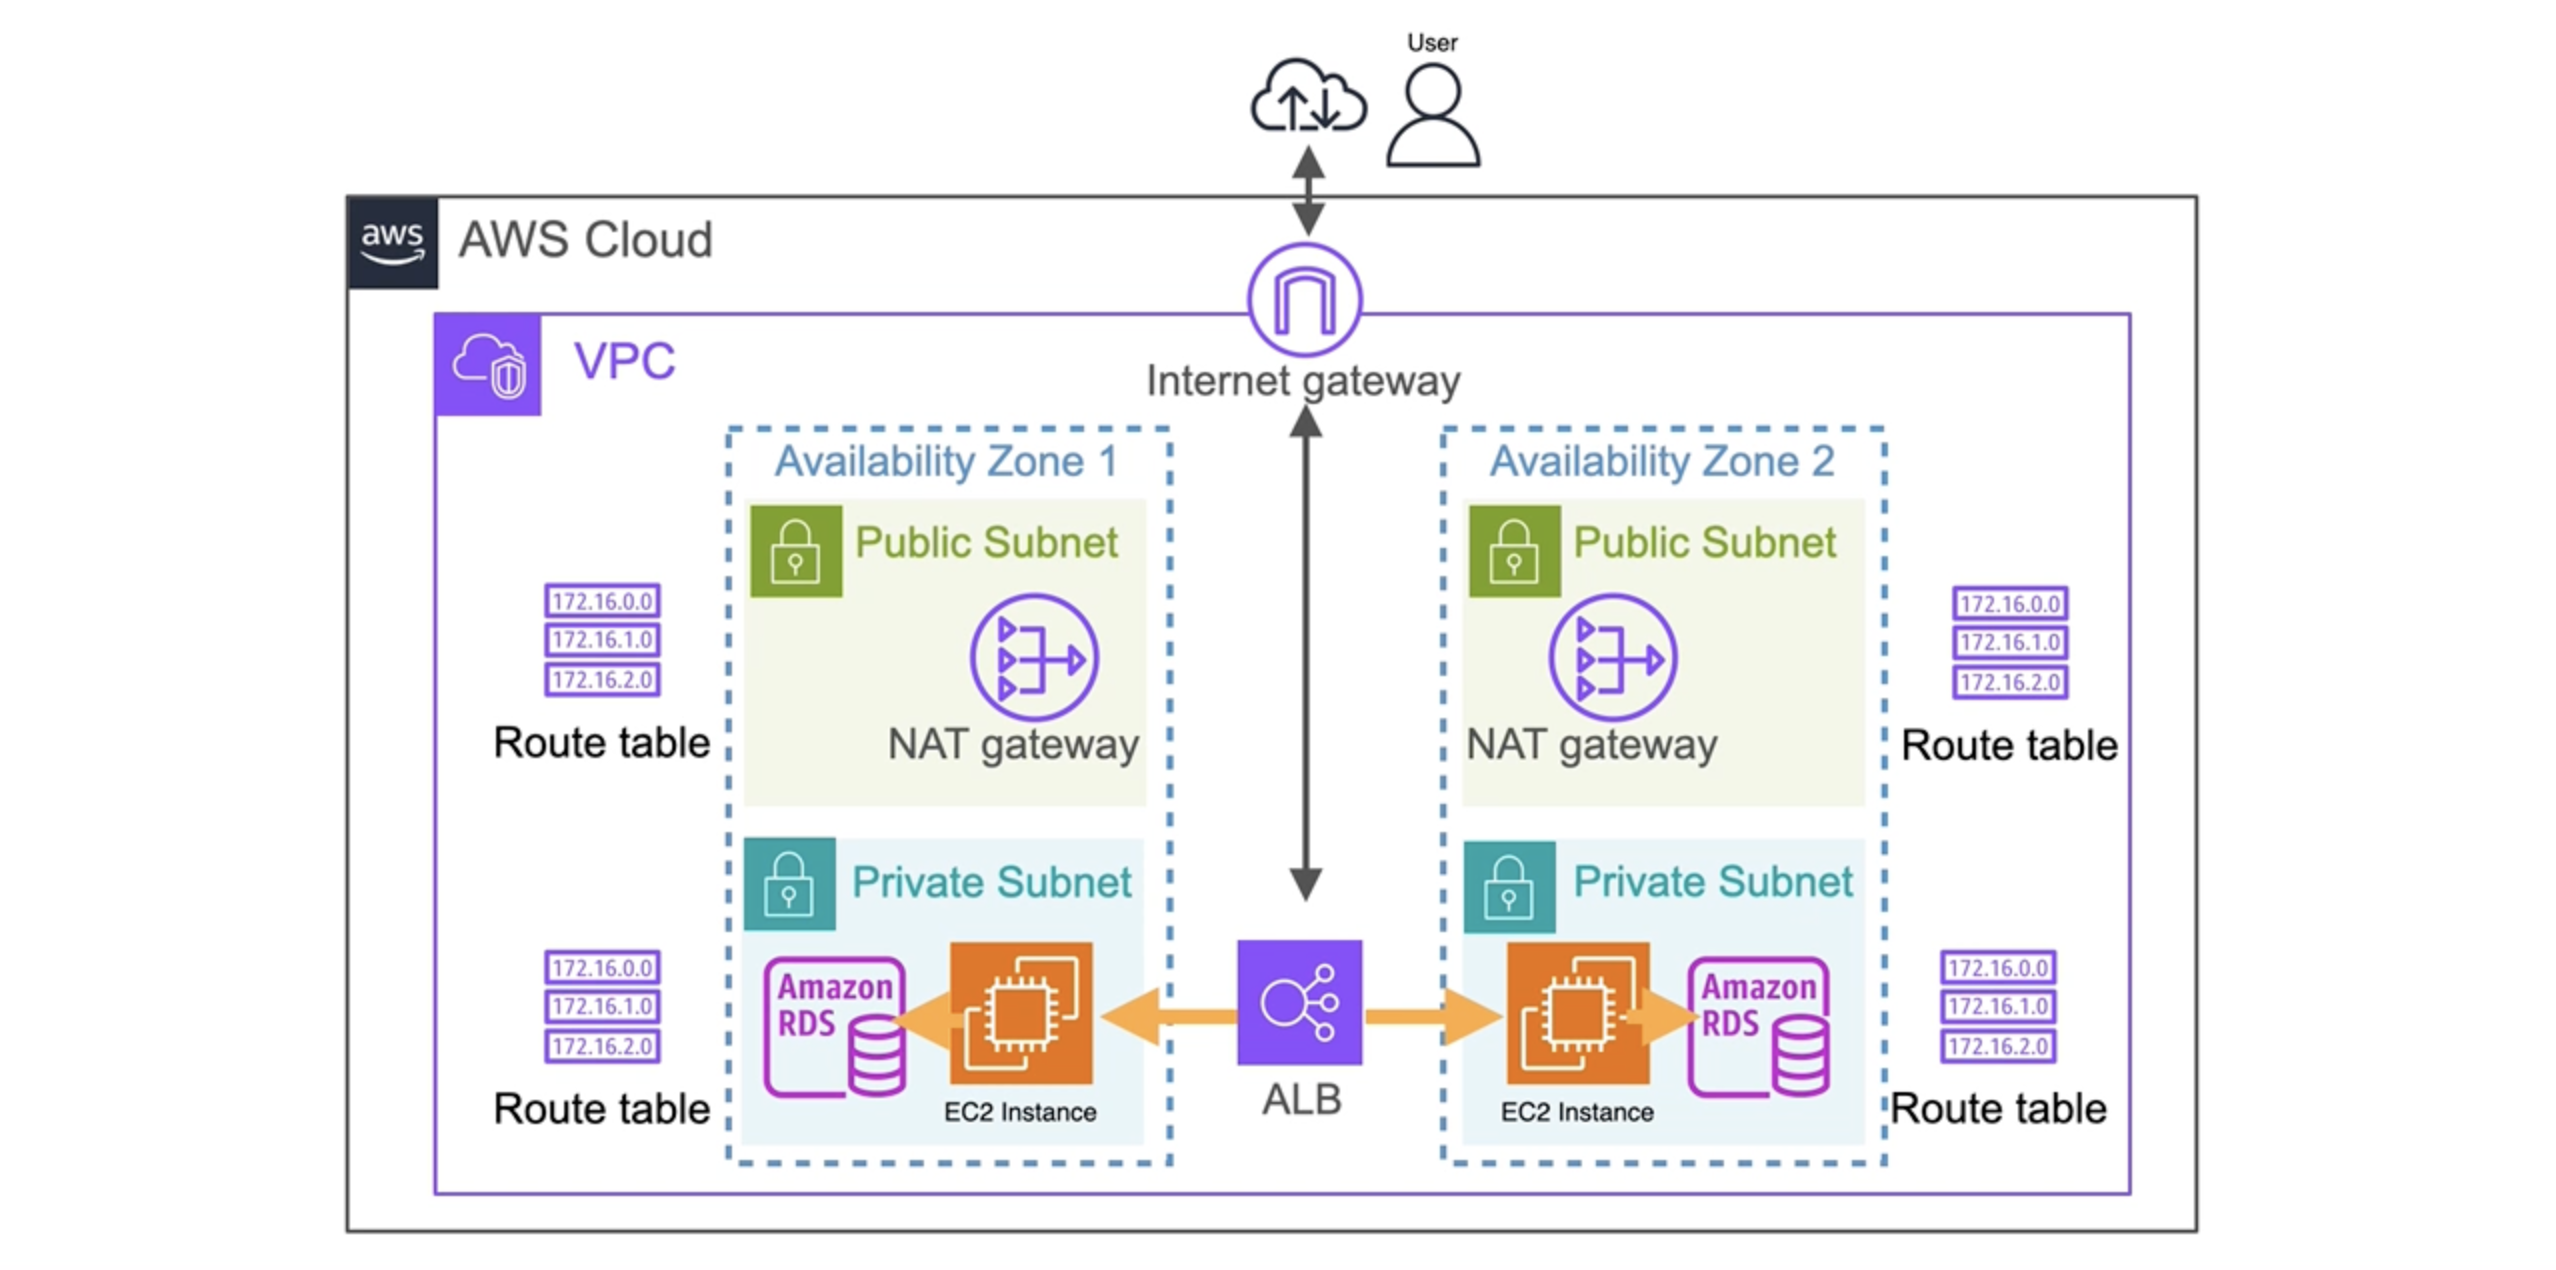 User
aws
AWS Cloud
VPC
Internet gateway
Availability Zone 1
Availability Zone 2
Public Subnet
Public Subnet
172.16.0.0
172.16.1.0
172.16.2.0
Route table
NAT gateway
NAT gateway
172.16.0.0
172.16.1.0
172.16.2.0
Route table
Private Subnet
Private Subnet
172.16.0.0
172.16.1.0
172.16.2.0
Route table
Amazon
RDS
EC2 Instance
ALB
EC2 Instance
Amazon
RDS
172.16.0.0
172.16.1.0
172.16.2.0
Route table